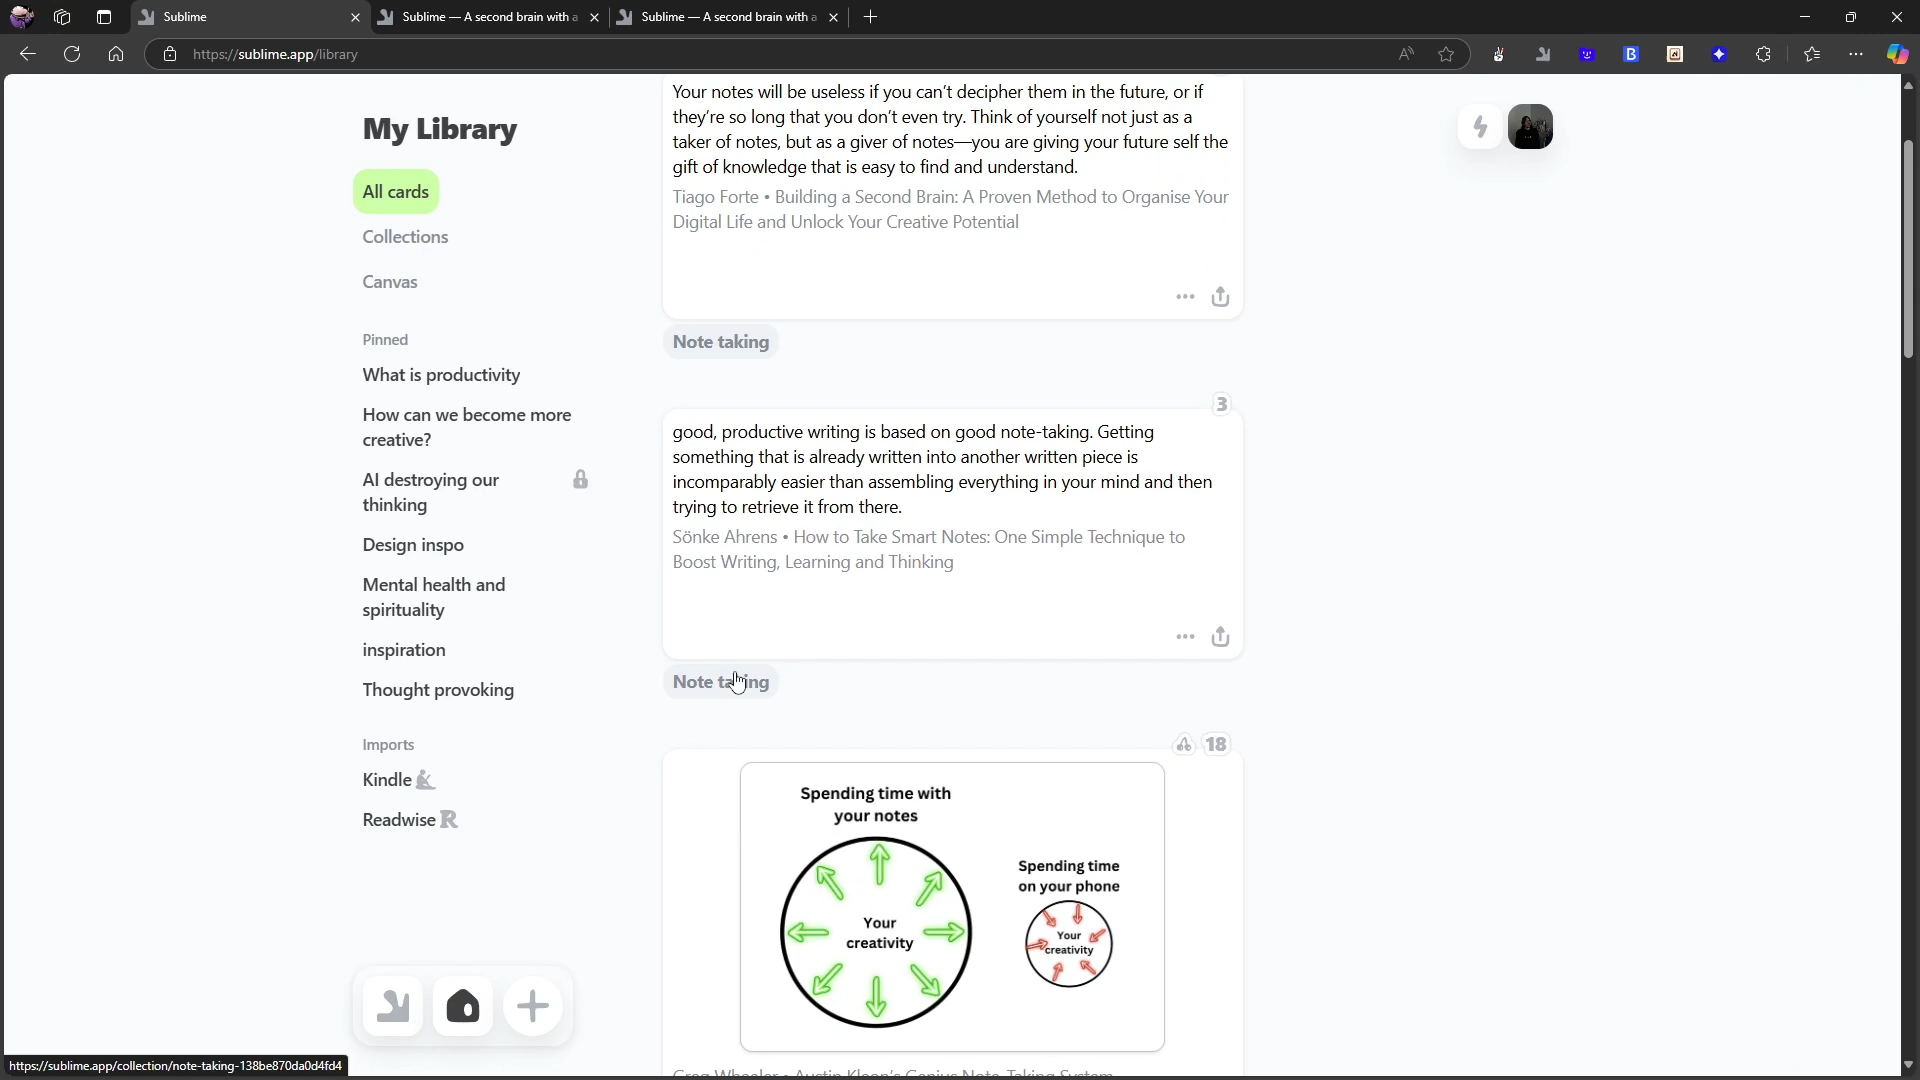 Sublime
Sublime — A second brain with a
Sublime — A second brain with a
https://sublime.app/library
My Library
All cards
Collections
Canvas
Pinned
What is productivity
How can we become more
creative?
AI destroying our
thinking
Design inspo
Mental health and
spirituality
inspiration
Thought provoking
Imports
Kindle
Readwise
Your notes will be useless if you can't decipher them in the future, or if
they're so long that you don't even try. Think of yourself not just as a
taker of notes, but as a giver of notes—you are giving your future self the
gift of knowledge that is easy to find and understand.
Tiago Forte • Building a Second Brain: A Proven Method to Organise Your
Digital Life and Unlock Your Creative Potential
Note taking
3
good, productive writing is based on good note-taking. Getting
something that is already written into another written piece is
incomparably easier than assembling everything in your mind and then
trying to retrieve it from there.
Sönke Ahrens • How to Take Smart Notes: One Simple Technique to
Boost Writing, Learning and Thinking
Note taking
18
Spending time with
your notes
Your
creativity
Spending time
on your phone
Your
creativity
Greg Wheeler • Austin Kleon's Genius Note-Taking System
https://sublime.app/collection/note-taking-138be870da0d4fd4